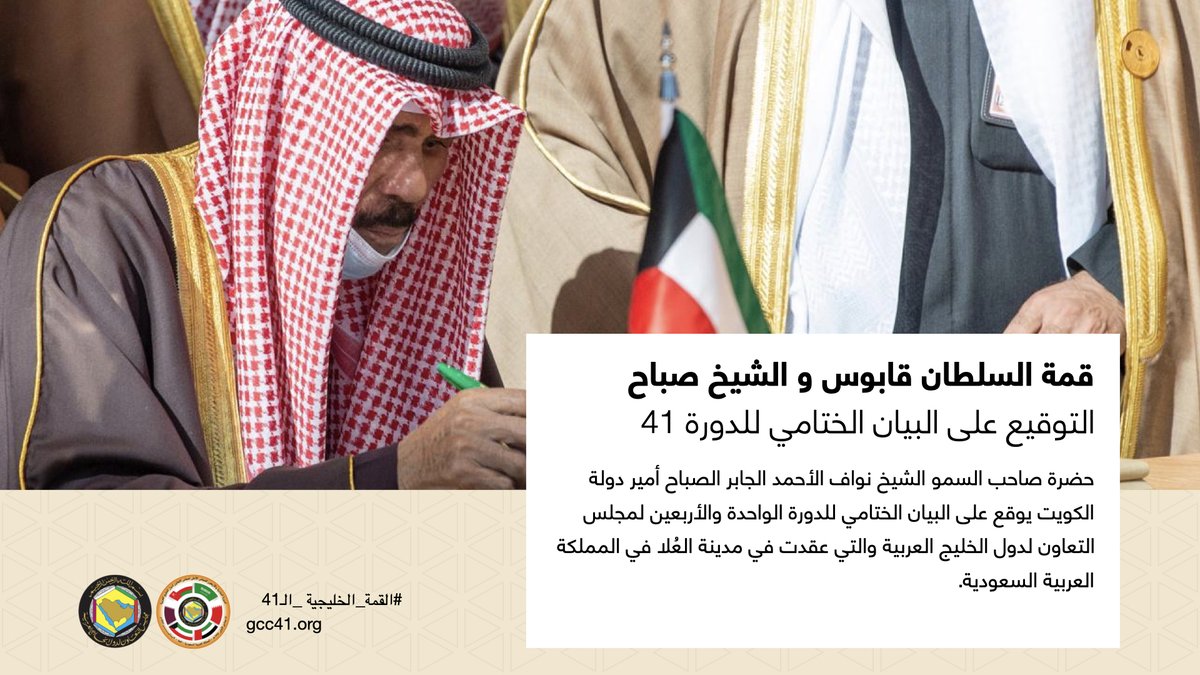 قمة السلطان قابوس و الشيخ صباح
التوقيع على البيان الختامي للدورة 41
حضرة صاحب السمو الشيخ نواف الأحمد الجابر الصباح أمير دولة
الكويت يوقع على البيان الختامي للدورة الواحدة والأربعين لمجلس
التعاون لدول الخليج العربية والتي عقدت في مدينة العُلا في المملكة
العربية السعودية.
#القمة_الخليجية _الـ41
gcc41.org